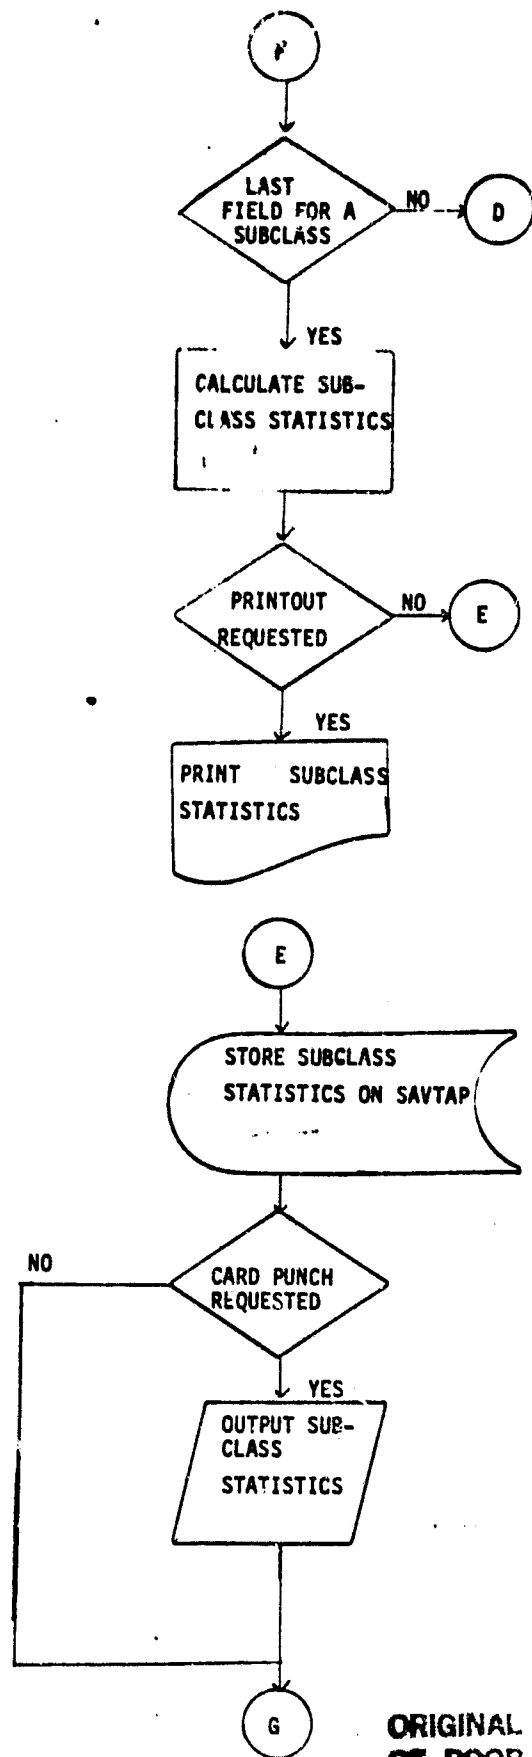 LAST
FIELD FOR A
SUBCLASS
NO
D
YES
CALCULATE SUB-
CLASS STATISTICS
PRINTOUT
REQUESTED
NO
E
YES
PRINT SUBCLASS
STATISTICS
E
STORE SUBCLASS
STATISTICS ON SAVTAP
NO
CARD PUNCH
REQUESTED
YES
OUTPUT SUB-
CLASS
STATISTICS
G
ORIGINAL